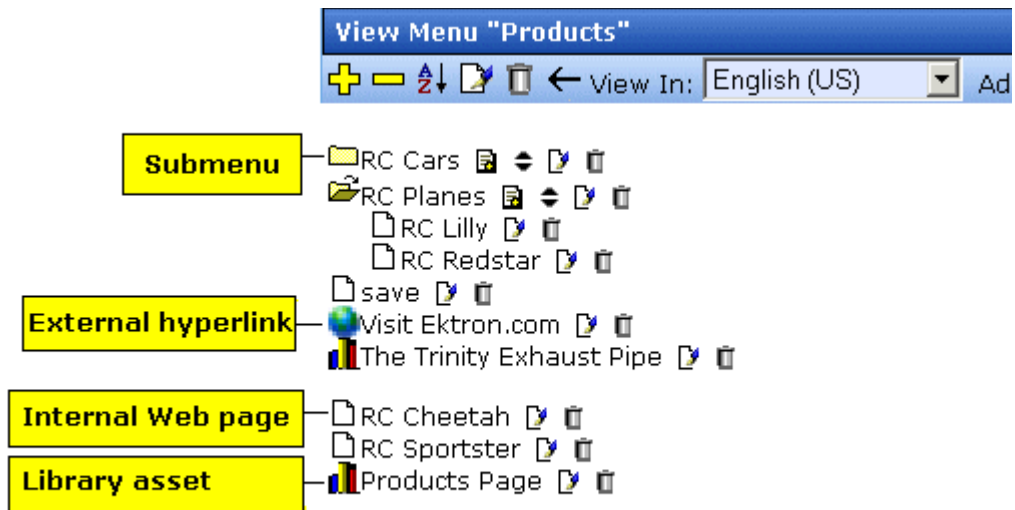 View Menu "Products"
View In: English (US) Ad
Submenu
RC Cars
RC Planes
RC Lilly
RC Redstar
save
External hyperlink
Visit Ektron.com
The Trinity Exhaust Pipe
Internal Web page
RC Cheetah
RC Sportster
Library asset
Products Page